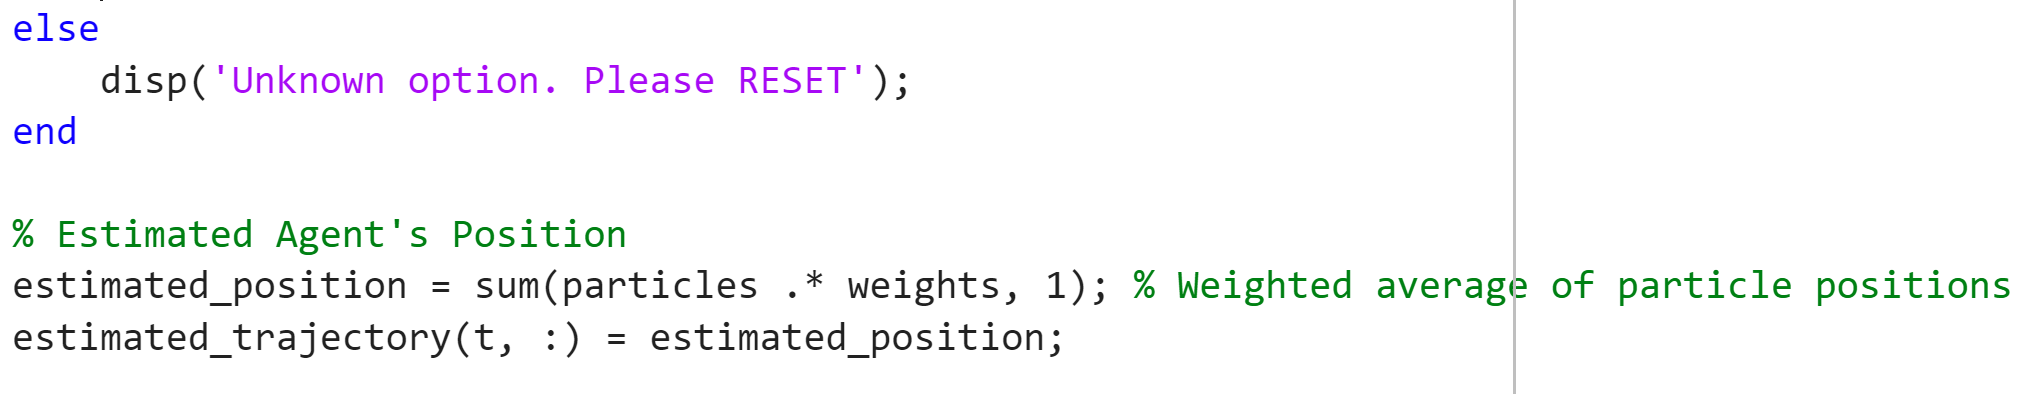 else
    disp('Unknown option. Please RESET');
end
% Estimated Agent's Position
estimated_position = sum(particles .* weights, 1); % Weighted average of particle positions
estimated_trajectory(t, :) = estimated_position;